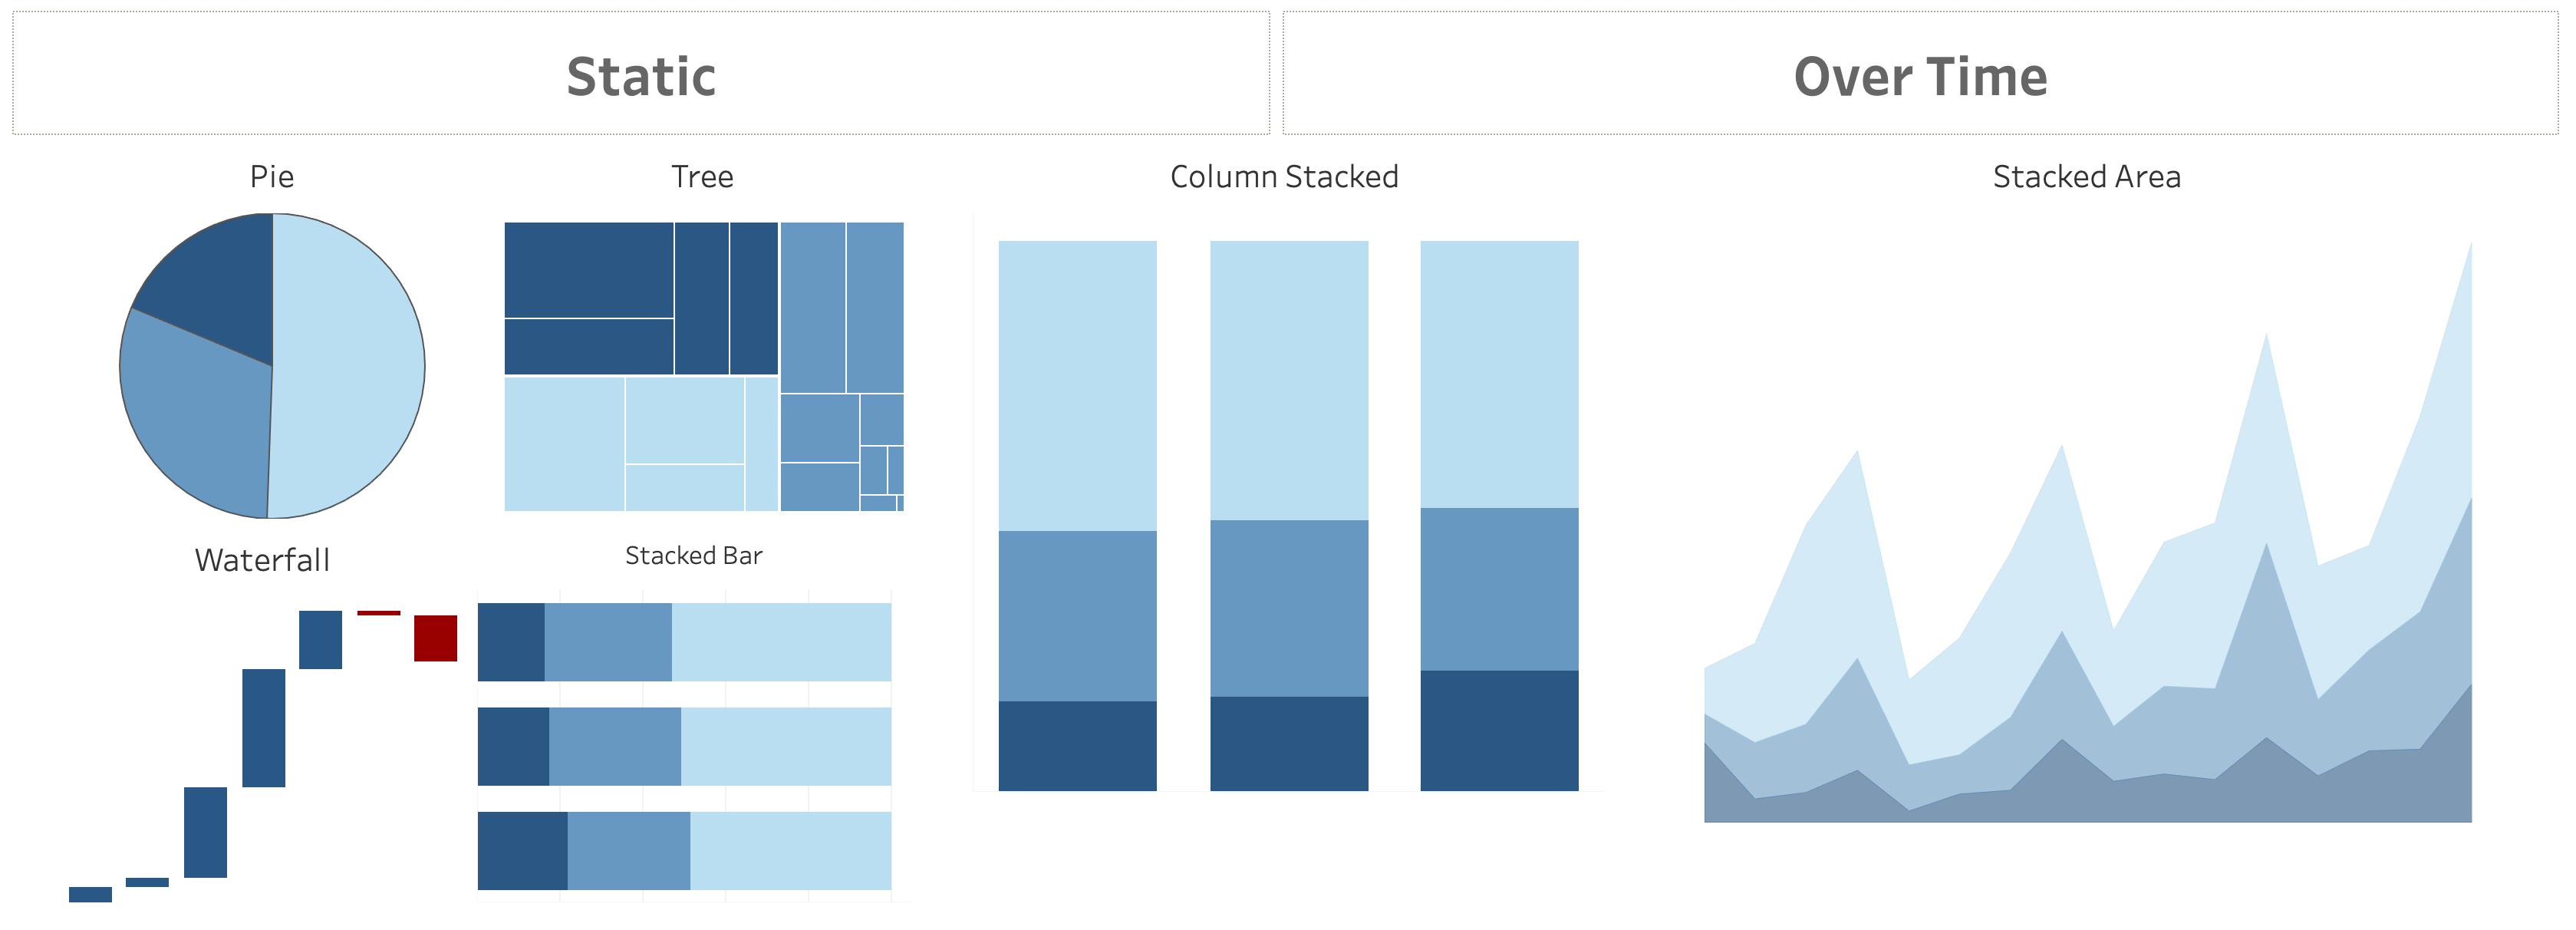 Static
Over Time
Pie
Tree
Column Stacked
Stacked Area
Waterfall
Stacked Bar